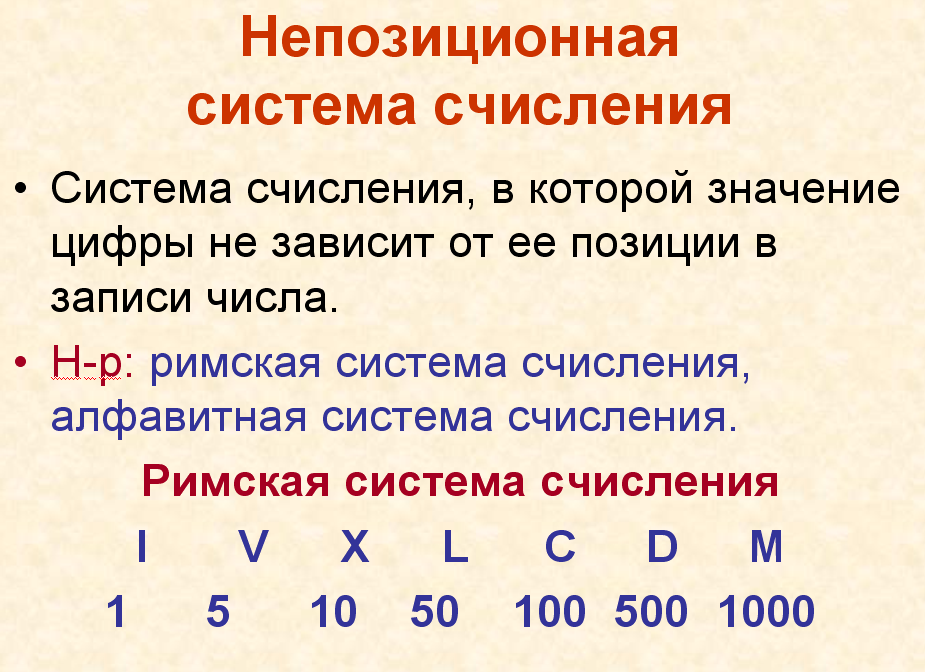 Непозиционная
система счисления
• Система счисления, в которой значение
цифры не зависит от ее позиции в
записи числа.
• Н-р: римская система счисления,
алфавитная система счисления.
Римская система счисления
I V X L C D M
1 5 10 50 100 500 1000